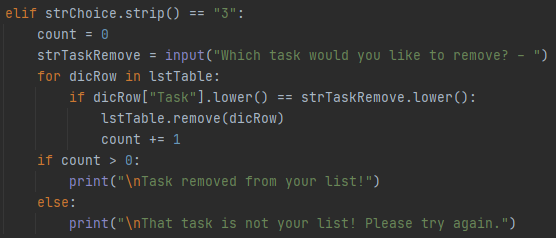 elif strChoice.strip() == "3":
    count = 0
    strTaskRemove = input("Which task would you like to remove? – ")
    for dicRow in lstTable:
        if dicRow["Task"].lower() == strTaskRemove.lower():
            lstTable.remove(dicRow)
            count += 1
    if count > 0:
        print("\nTask removed from your list!")
    else:
        print("\nThat task is not your list! Please try again.")